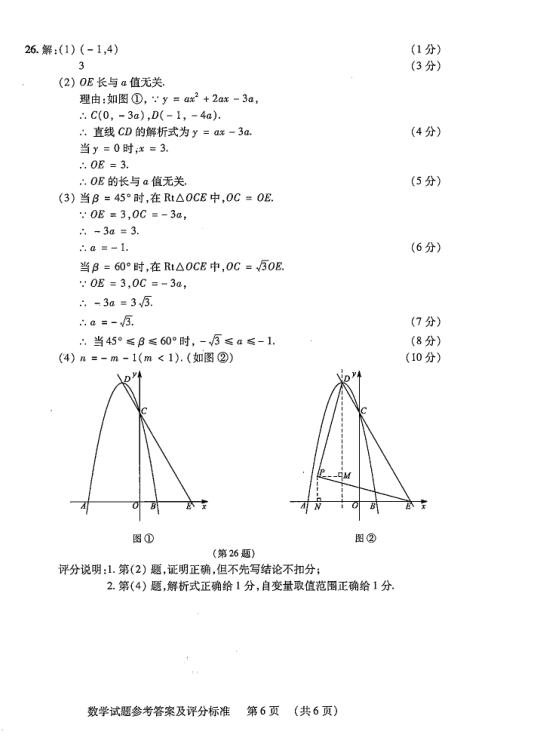 26. 解:(1) (-1,4) (1分)
3 (3分)
(2) OE 长与 a 值无关.
理由:如图①, ∵ y = ax² + 2ax - 3a,
∴ C(0, -3a), D(-1, -4a).
∴ 直线 CD 的解析式为 y = ax - 3a. (4分)
当 y = 0 时, x = 3.
∴ OE = 3.
∴ OE 的长与 a 值无关. (5分)
(3) 当β = 45°时,在 Rt△OCE 中, OC = OE.
∵ OE = 3, OC = -3a,
∴ -3a = 3.
∴ a = -1. (6分)
当β = 60°时,在 Rt△OCE 中, OC = √3OE.
∵ OE = 3, OC = -3a,
∴ -3a = 3√3.
∴ a = -√3. (7分)
∴ 当45° ≤ β ≤ 60°时, -√3 ≤ a ≤ -1. (8分)
(4) n = -m - 1(m < 1). (如图②) (10分)
D y C A O B E x
D y C P M A N O B E x
图① 图②
(第26题)
评分说明:1. 第(2)题,证明正确,但不先写结论不扣分;
2. 第(4)题,解析式正确给1分,自变量取值范围正确给1分.
数学试题参考答案及评分标准 第6页 (共6页)